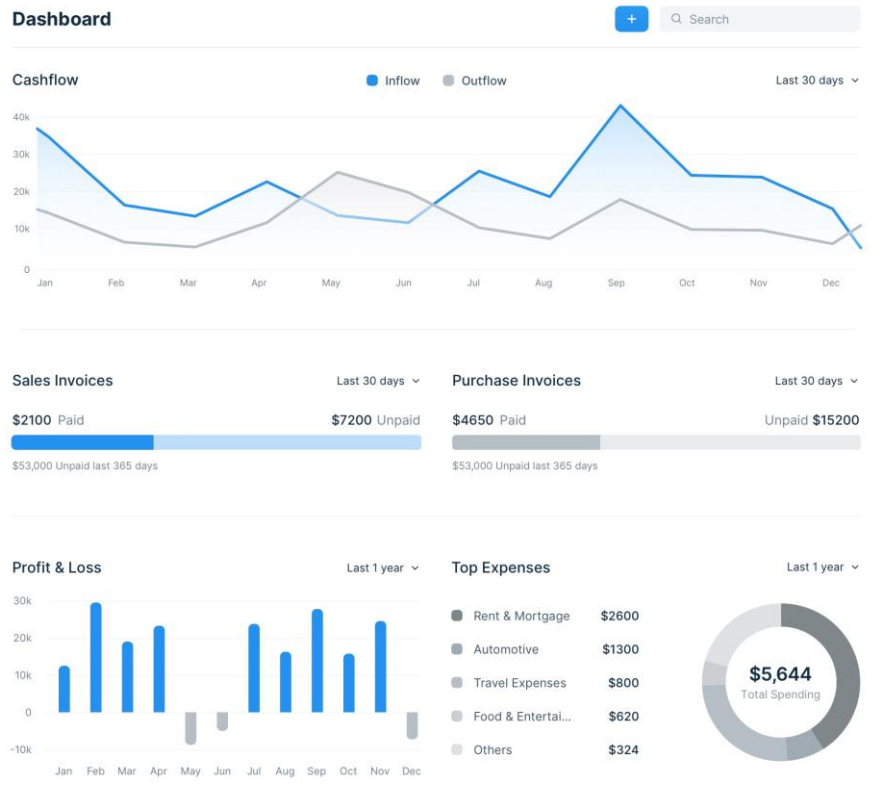 Dashboard
+ Search
Cashflow
Inflow Outflow
Last 30 days
40k
30k
20k
10k
0
Jan Feb Mar Apr May Jun Jul Aug Sep Oct Nov Dec
Sales Invoices
Last 30 days
$2100 Paid
$7200 Unpaid
$53,000 Unpaid last 365 days
Purchase Invoices
Last 30 days
$4650 Paid
Unpaid $15200
$53,000 Unpaid last 365 days
Profit & Loss
Last 1 year
30k
20k
10k
0
-10k
Jan Feb Mar Apr May Jun Jul Aug Sep Oct Nov Dec
Top Expenses
Last 1 year
Rent & Mortgage $2600
Automotive $1300
Travel Expenses $800
Food & Entertai... $620
Others $324
$5,644
Total Spending